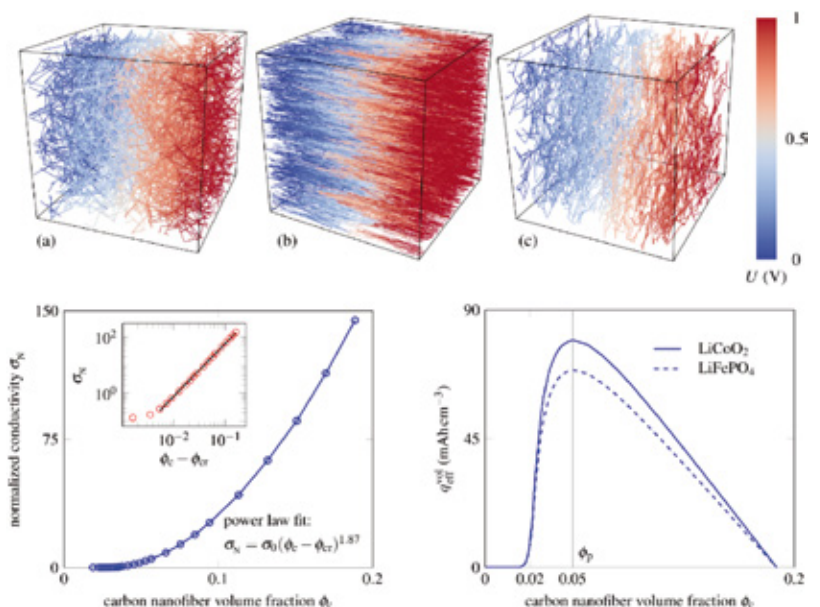 1
0.5
0
U (V)
(a)
(b)
(c)
150
75
0
0
0.1
0.2
normalized conductivity σN
carbon nanofiber volume fraction ϕc
10²
10⁰
σN
10⁻²
10⁻¹
ϕc − ϕcr
power law fit:
σN = σ0(ϕc − ϕcr)^1.87
90
45
0
0
0.02
0.05
0.2
q_eff^vol (mAh cm⁻³)
LiCoO₂
LiFePO₄
ϕp
carbon nanofiber volume fraction ϕc